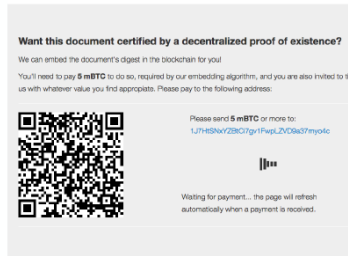 Want this document certified by a decentralized proof of existence?
We can embed the document's digest in the blockchain for you!
You'll need to pay 5 mBTC to do so, required by our embedding algorithm, and you are also invited to
us with whatever value you find appropiate. Please pay to the following address:
Please send 5 mBTC or more to:
Waiting for payment... the page will refresh
automatically when a payment is received.